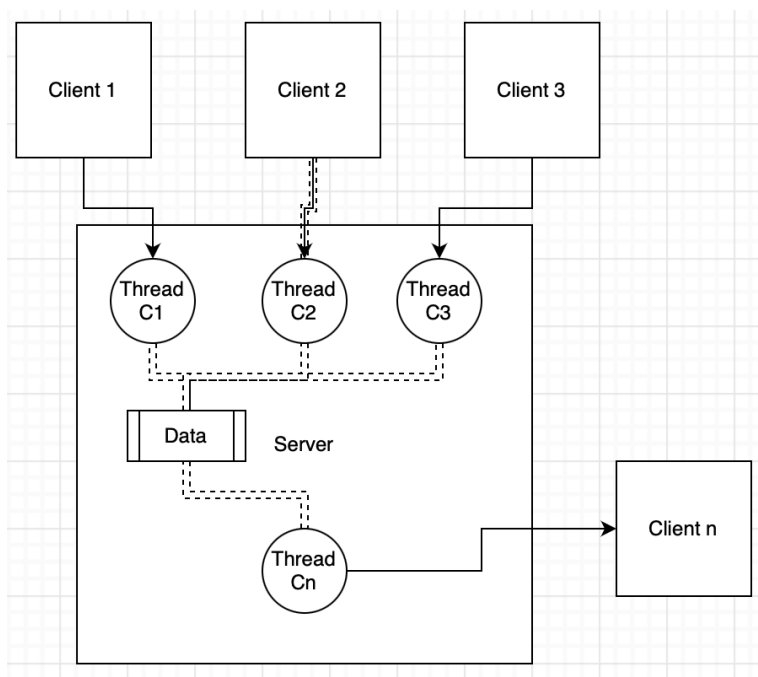 Client 1
Client 2
Client 3
Thread
C1
Thread
C2
Thread
C3
Data
Server
Client n
Thread
Cn